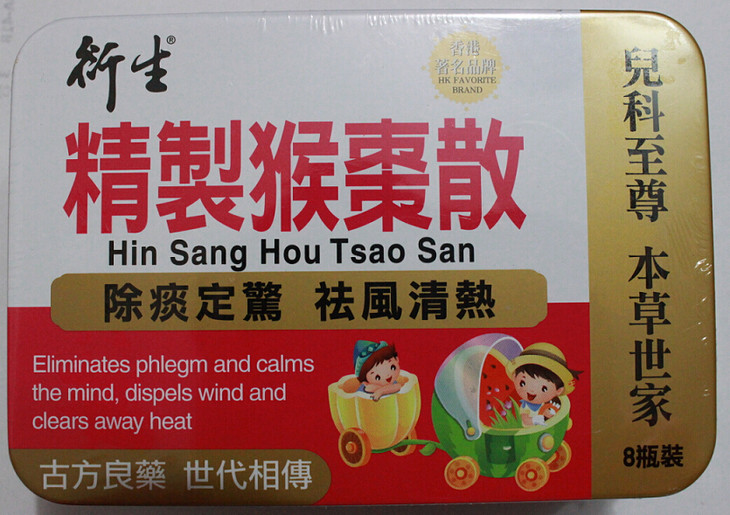 衍生®
香港
著名品牌
HK FAVORITE
BRAND
精製猴棗散
Hin Sang Hou Tsao San
除痰定驚 祛風清熱
Eliminates phlegm and calms
the mind, dispels wind and
clears away heat
古方良藥 世代相傳
兒科至尊 本草世家
8瓶裝